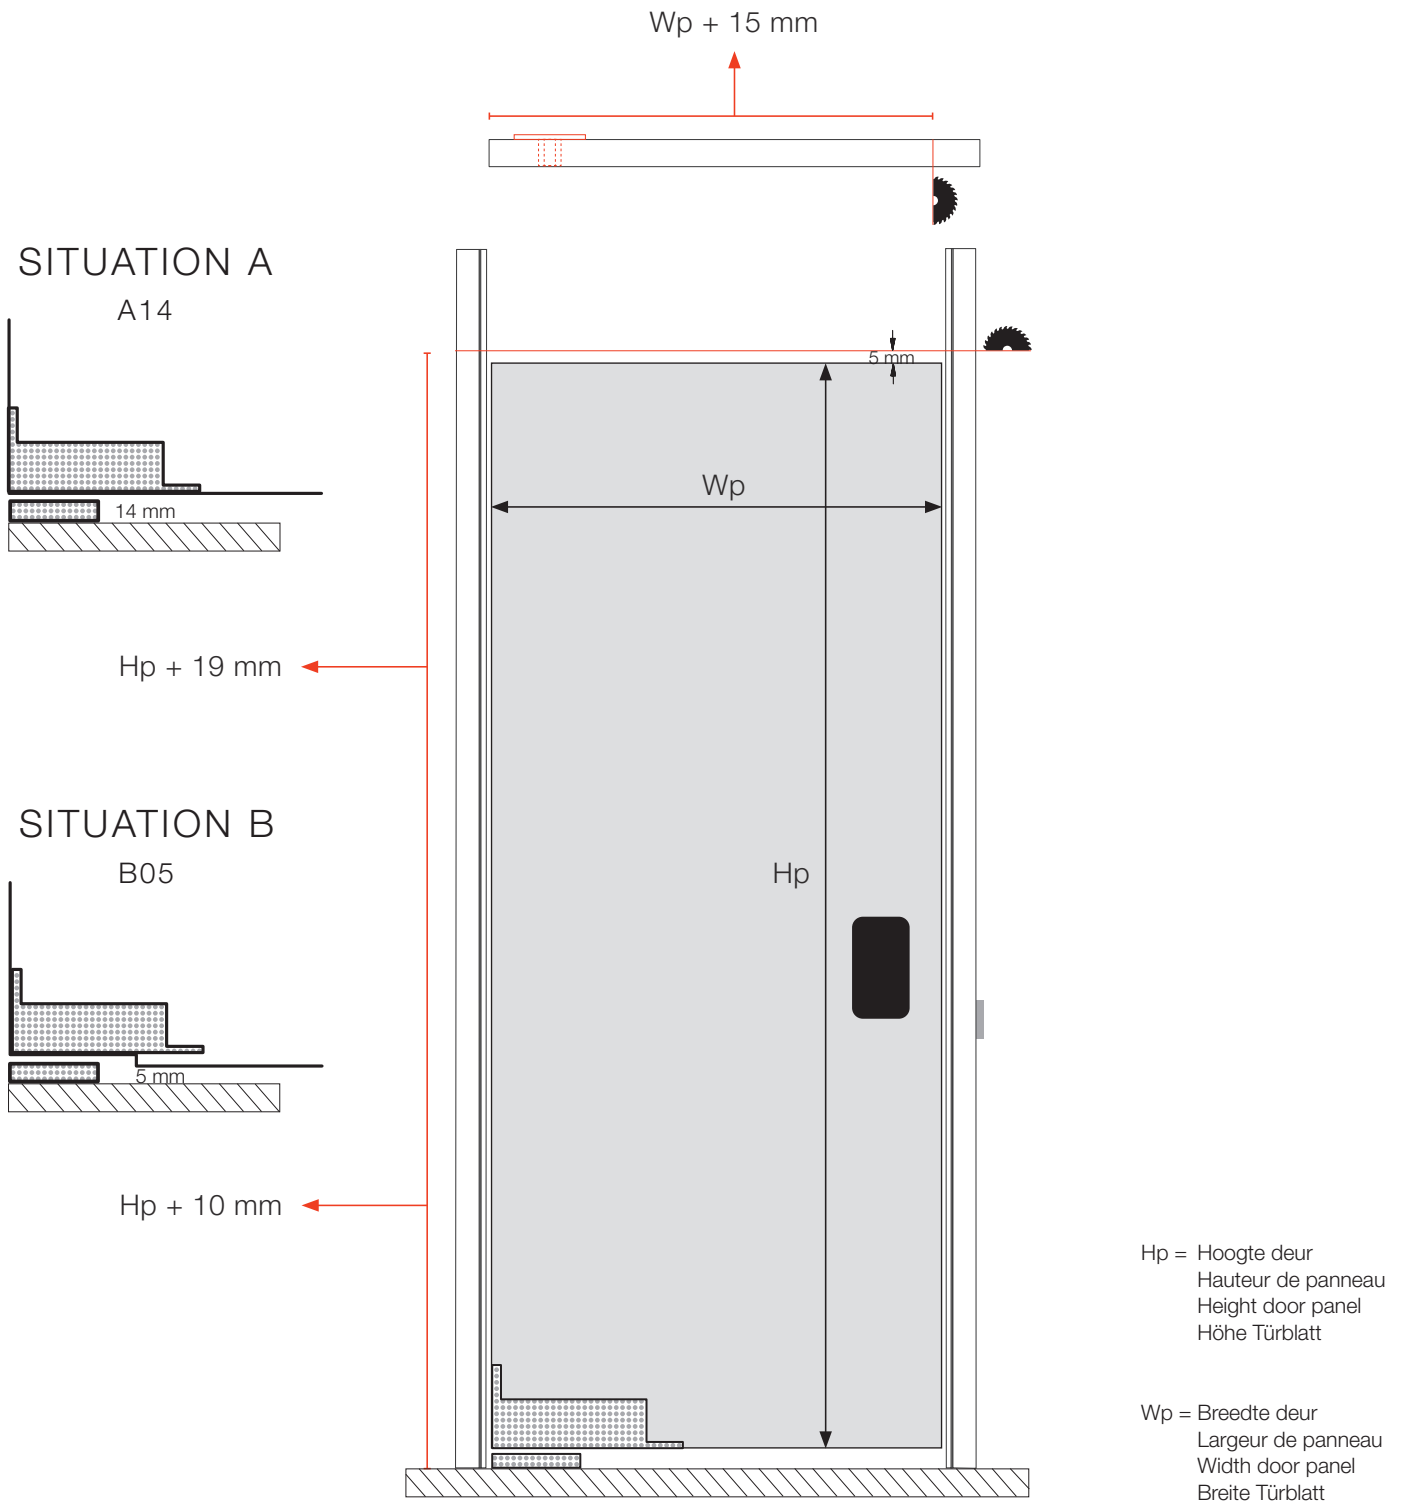 Wp + 15 mm
SITUATION A
A14
14 mm
5 mm
Wp
Hp + 19 mm
SITUATION B
B05
5 mm
Hp
Hp + 10 mm
Hp = Hoogte deur
Hauteur de panneau
Height door panel
Höhe Türblatt
Wp = Breedte deur
Largeur de panneau
Width door panel
Breite Türblatt